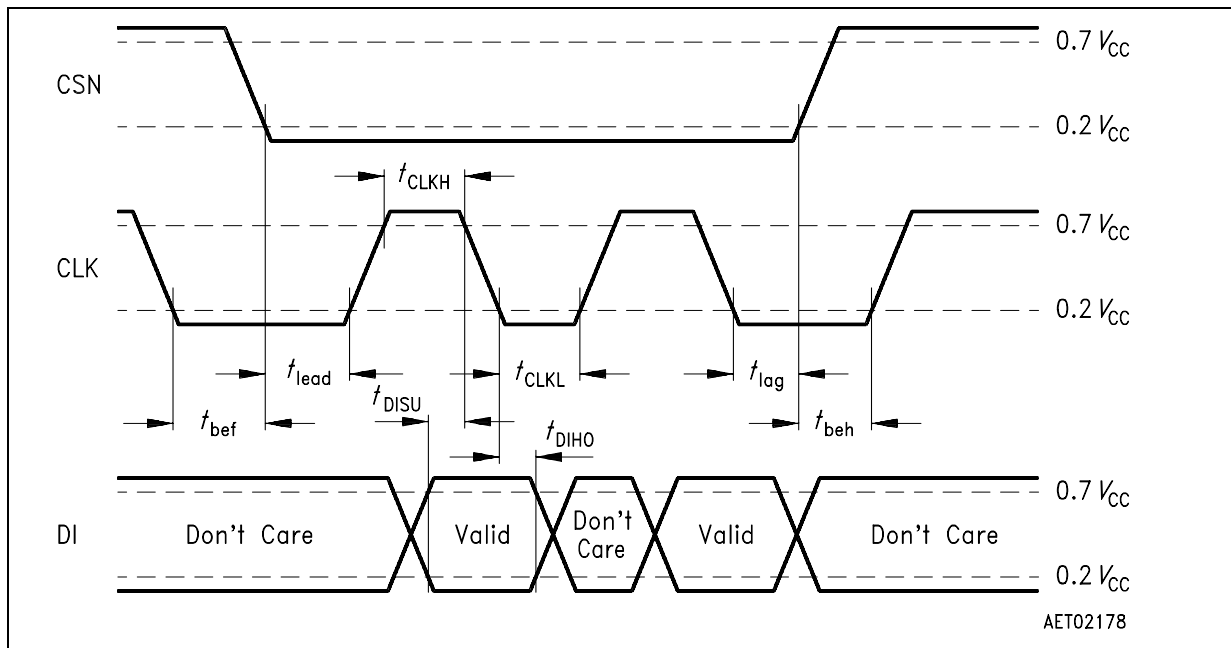 0.7 VCC
CSN
0.2 VCC
tCLKH
0.7 VCC
CLK
0.2 VCC
tlead
tCLKL
tlag
tDISU
tbef
tbeh
tDIHO
0.7 VCC
DI
Don't Care
Valid
Don't
Care
Valid
Don't Care
0.2 VCC
AET02178